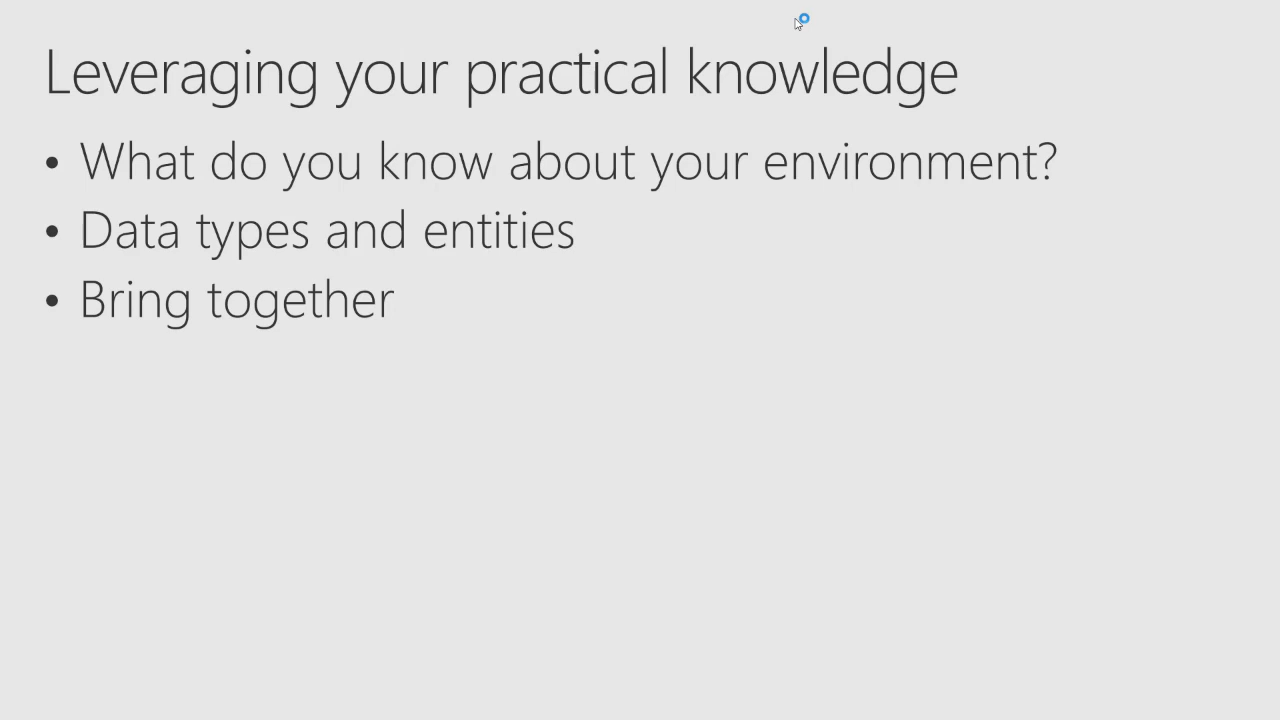 Leveraging your practical knowledge
• What do you know about your environment?
• Data types and entities
• Bring together